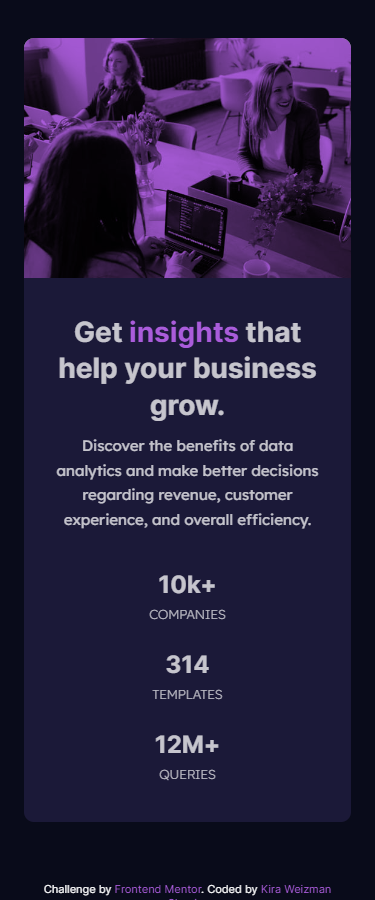 Get insights that
help your business
grow.
Discover the benefits of data
analytics and make better decisions
regarding revenue, customer
experience, and overall efficiency.
10k+
COMPANIES
314
TEMPLATES
12M+
QUERIES
Challenge by Frontend Mentor. Coded by Kira Weizman